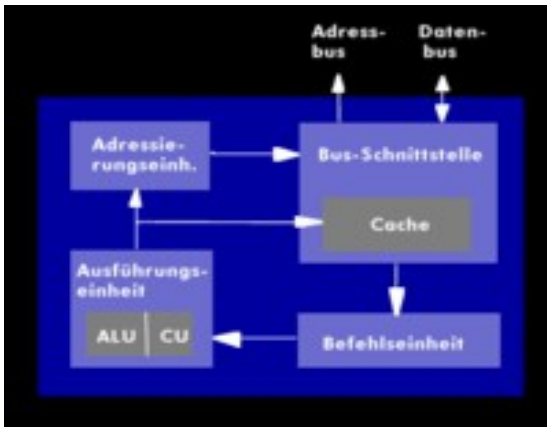 Adress-
bus
Daten-
bus
Adressie-
rungseinh.
Bus-Schnittstelle
Cache
Ausführungs-
einheit
ALU CU
Befehlseinheit